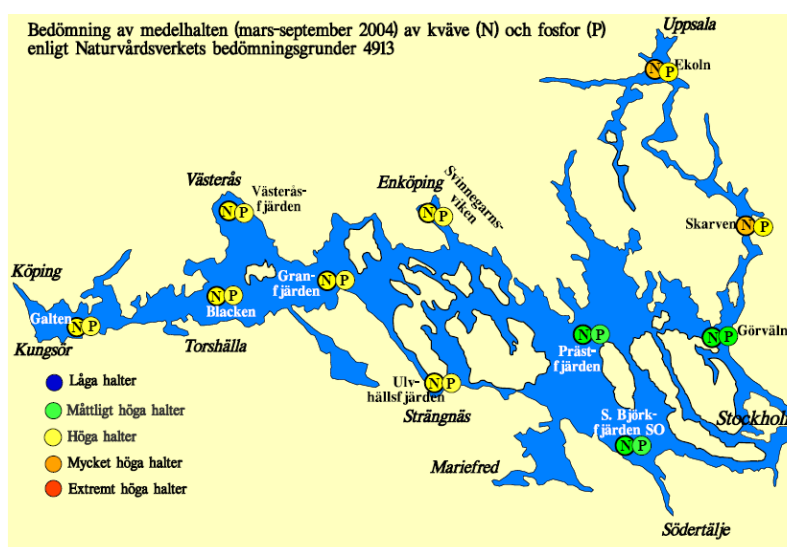 Bedömning av medelhalten (mars-september 2004) av kväve (N) och fosfor (P)
enligt Naturvårdsverkets bedömningsgrunder 4913
Uppsala
N P Ekoln
Västerås
Västerås-
fjärden
N P
Enköping
Svinnegarns-
viken
N P
Skarven N P
Köping
Gran-
fjärden
N P
N P
Blacken
Galten
N P
Kungsör
Torshälla
N P
Präst-
fjärden
N P Görväln
Ulv-
hällsfjärden
N P
Strängnäs
S. Björk-
fjärden SO
N P
Stockhol
Mariefred
Södertälje
Låga halter
Måttligt höga halter
Höga halter
Mycket höga halter
Extremt höga halter